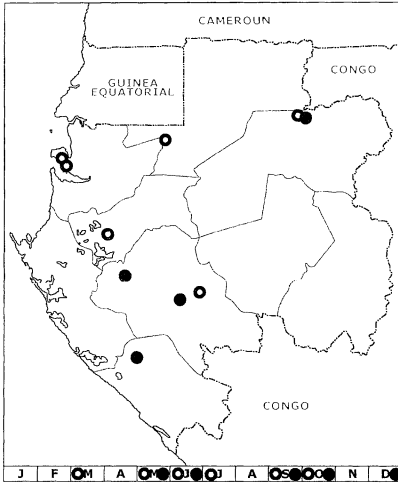 CAMEROUN
GUINEA
EQUATORIAL
CONGO
CONGO
J F M A M J J A S O N D